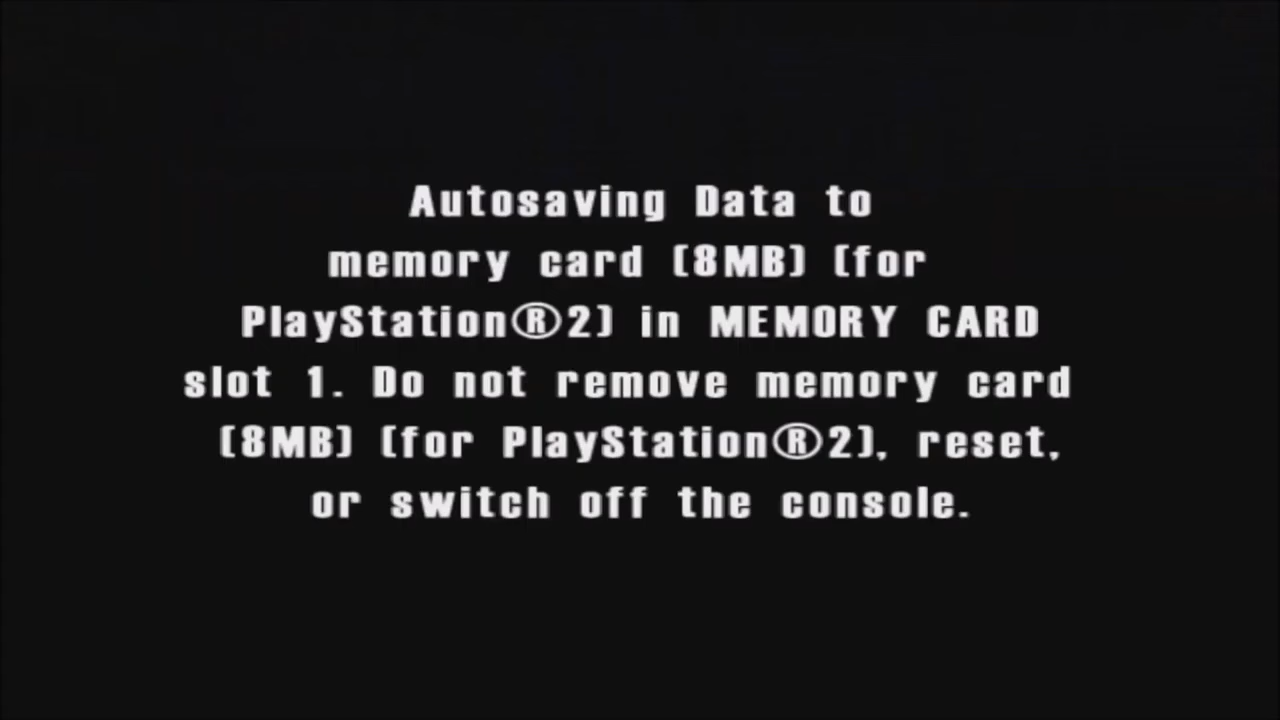 Autosaving Data to
memory card (8MB) (for
PlayStation®2) in MEMORY CARD
slot 1. Do not remove memory card
(8MB) (for PlayStation®2), reset,
or switch off the console.